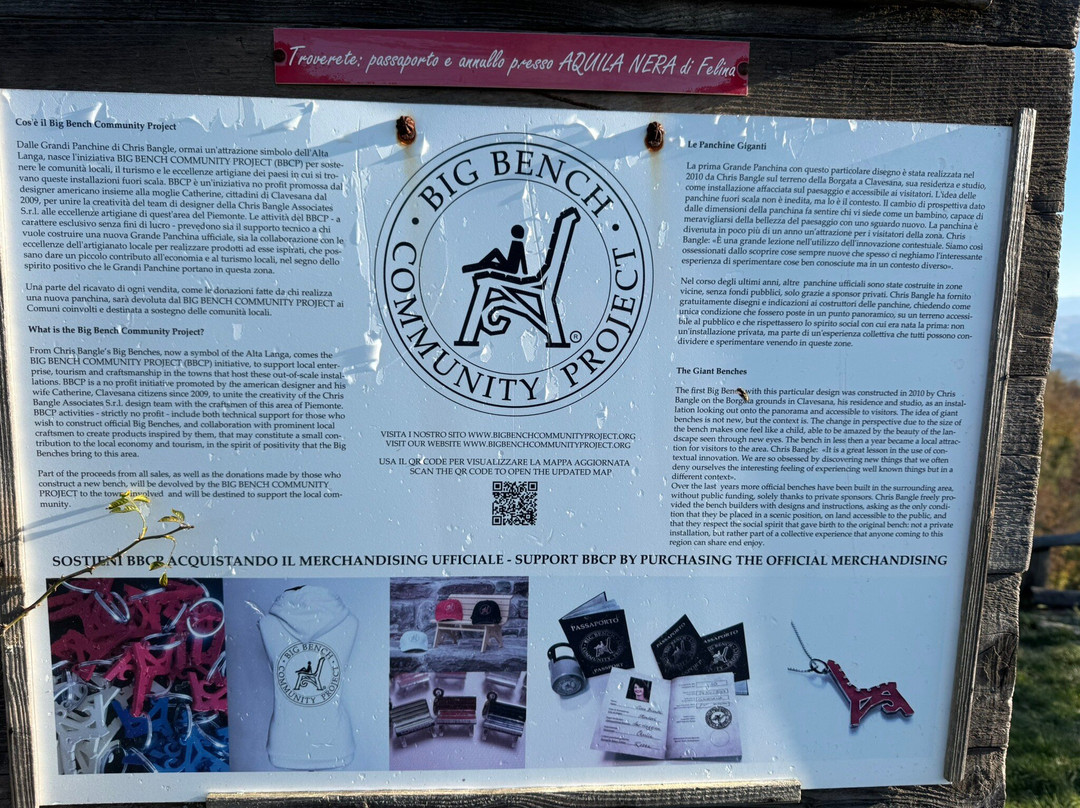 Troverete: passaporto e annullo presso AQUILA NERA di Felina
Cos'è il Big Bench Community Project
Dalle Grandi Panchine di Chris Bangle, ormai un'attrazione simbolo dell'Alta
Langa, nasce l'iniziativa BIG BENCH COMMUNITY PROJECT (BBCP) per soste-
nere le comunità locali, il turismo e le eccellenze artigiane dei paesi in cui si tro-
vano queste installazioni fuori scala. BBCP è un'iniziativa no profit promossa dal
designer americano insieme alla moglie Catherine, cittadini di Clavesana dal
2009, per unire la creatività del team di designer della Chris Bangle Associates
S.r.l. alle eccellenze artigiane di quest'area del Piemonte. Le attività del BBCP - a
carattere esclusivo senza fini di lucro - prevedono sia il supporto tecnico a chi
vuole costruire una nuova Grande Panchina ufficiale, sia la collaborazione con le
eccellenze dell'artigianato locale per realizzare prodotti ad esse ispirati, che pos-
sano dare un piccolo contributo all'economia e al turismo locali, nel segno dello
spirito positivo che le Grandi Panchine portano in questa zona.
Una parte del ricavato di ogni vendita, come le donazioni fatte da chi realizza
una nuova panchina, sarà devoluta dal BIG BENCH COMMUNITY PROJECT ai
Comuni coinvolti e destinata a sostegno delle comunità locali.
What is the Big Bench Community Project?
From Chris Bangle's Big Benches, now a symbol of the Alta Langa, comes the
BIG BENCH COMMUNITY PROJECT (BBCP) initiative, to support local enter-
prise, tourism and craftsmanship in the towns that host these out-of-scale instal-
lations. BBCP is a no profit initiative promoted by the american designer and his
wife Catherine, Clavesana citizens since 2009, to unite the creativity of the Chris
Bangle Associates S.r.l. design team with the craftsmen of this area of Piemonte.
BBCP activities - strictly no profit - include both technical support for those who
wish to construct official Big Benches, and collaboration with prominent local
craftsmen to create products inspired by them, that may constitute a small con-
tribution to the local economy and tourism, in the spirit of positivity that the Big
Benches bring to this area.
Part of the proceeds from all sales, as well as the donations made by those who
construct a new bench, will be devolved by the BIG BENCH COMMUNITY
PROJECT to the towns involved and will be destined to support the local com-
munity.
BIG BENCH
COMMUNITY PROJECT
®
VISITA I NOSTRO SITO WWW.BIGBENCHCOMMUNITYPROJECT.ORG
VISIT OUR WEBSITE WWW.BIGBENCHCOMMUNITYPROJECT.ORG
USA IL QR CODE PER VISUALIZZARE LA MAPPA AGGIORNATA
SCAN THE QR CODE TO OPEN THE UPDATED MAP
Le Panchine Giganti
La prima Grande Panchina con questo particolare disegno è stata realizzata nel
2010 da Chris Bangle sul terreno della Borgata a Clavesana, sua residenza e studio,
come installazione affacciata sul paesaggio e accessibile ai visitatori. L'idea delle
panchine fuori scala non è inedita, ma lo è il contesto. Il cambio di prospettiva dato
dalle dimensioni della panchina fa sentire chi vi siede come un bambino, capace di
meravigliarsi della bellezza del paesaggio con uno sguardo nuovo. La panchina è
divenuta in poco più di un anno un'attrazione per i visitatori della zona. Chris
Bangle: «È una grande lezione nell'utilizzo dell'innovazione contestuale. Siamo così
ossessionati dallo scoprire cose sempre nuove che spesso ci neghiamo l'interessante
esperienza di sperimentare cose ben conosciute ma in un contesto diverso».
Nel corso degli ultimi anni, altre panchine ufficiali sono state costruite in zone
vicine, senza fondi pubblici, solo grazie a sponsor privati. Chris Bangle ha fornito
gratuitamente disegni e indicazioni ai costruttori delle panchine, chiedendo come
unica condizione che fossero poste in un punto panoramico, su un terreno accessi-
bile al pubblico e che rispettassero lo spirito sociale con cui era nata la prima: non
un'installazione privata, ma parte di un'esperienza collettiva che tutti possono con-
dividere e sperimentare venendo in queste zone.
The Giant Benches
The first Big Bench with this particular design was constructed in 2010 by Chris
Bangle on the Borgata grounds in Clavesana, his residence and studio, as an instal-
lation looking out onto the panorama and accessible to visitors. The idea of giant
benches is not new, but the context is. The change in perspective due to the size of
the bench makes one feel like a child, able to be amazed by the beauty of the land-
scape seen through new eyes. The bench in less then a year became a local attrac-
tion for visitors to the area. Chris Bangle: «It is a great lesson in the use of con-
textual innovation. We are so obsessed by discovering new things that we often
deny ourselves the interesting feeling of experiencing well known things but in a
different context».
Over the last years more official benches have been built in the surrounding area,
without public funding, solely thanks to private sponsors. Chris Bangle freely pro-
vided the bench builders with designs and instructions, asking as the only condi-
tion that they be placed in a scenic position, on land accessible to the public, and
that they respected the social spirit that gave birth to the original bench: not a private
installation, but rather part of a collective experience that anyone coming to this
region can share end enjoy.
SOSTIENI BBCP ACQUISTANDO IL MERCHANDISING UFFICIALE - SUPPORT BBCP BY PURCHASING THE OFFICIAL MERCHANDISING
BIG BENCH
COMMUNITY PROJECT
PASSAPORTO
PASSPORT
PASSAPORTO
PASSAPORTO